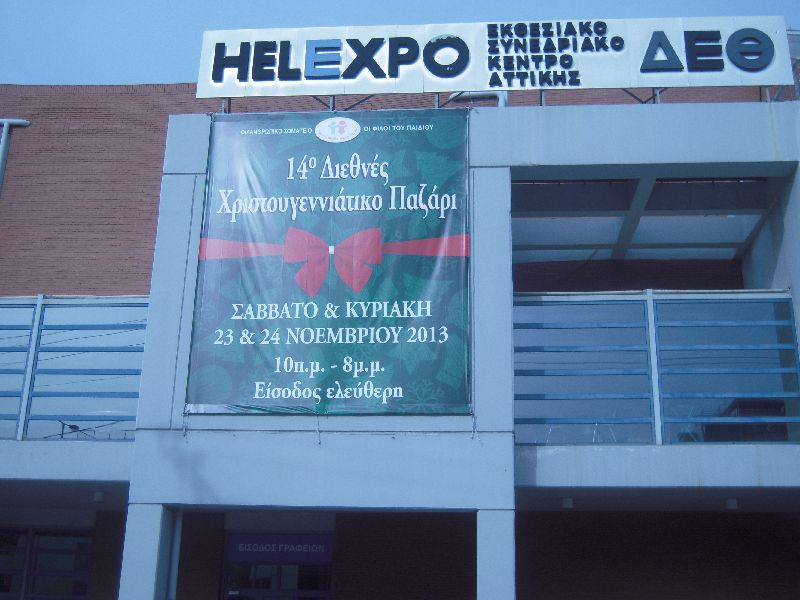 HELEXPO
ΕΚΘΕΣΙΑΚΟ
ΣΥΝΕΔΡΙΑΚΟ
ΚΕΝΤΡΟ
ΑΤΤΙΚΗΣ
ΔΕΘ
ΦΙΛΑΝΘΡΩΠΙΚΟ ΣΩΜΑΤΕΙΟ ΟΙ ΦΙΛΟΙ ΤΟΥ ΠΑΙΔΙΟΥ
14º Διεθνές
Χριστουγεννιάτικο Παζάρι
ΣΑΒΒΑΤΟ & ΚΥΡΙΑΚΗ
23 & 24 ΝΟΕΜΒΡΙΟΥ 2013
10π.μ. - 8μ.μ.
Είσοδος ελεύθερη
ΕΙΣΟΔΟΣ ΓΡΑΦΕΙΩΝ